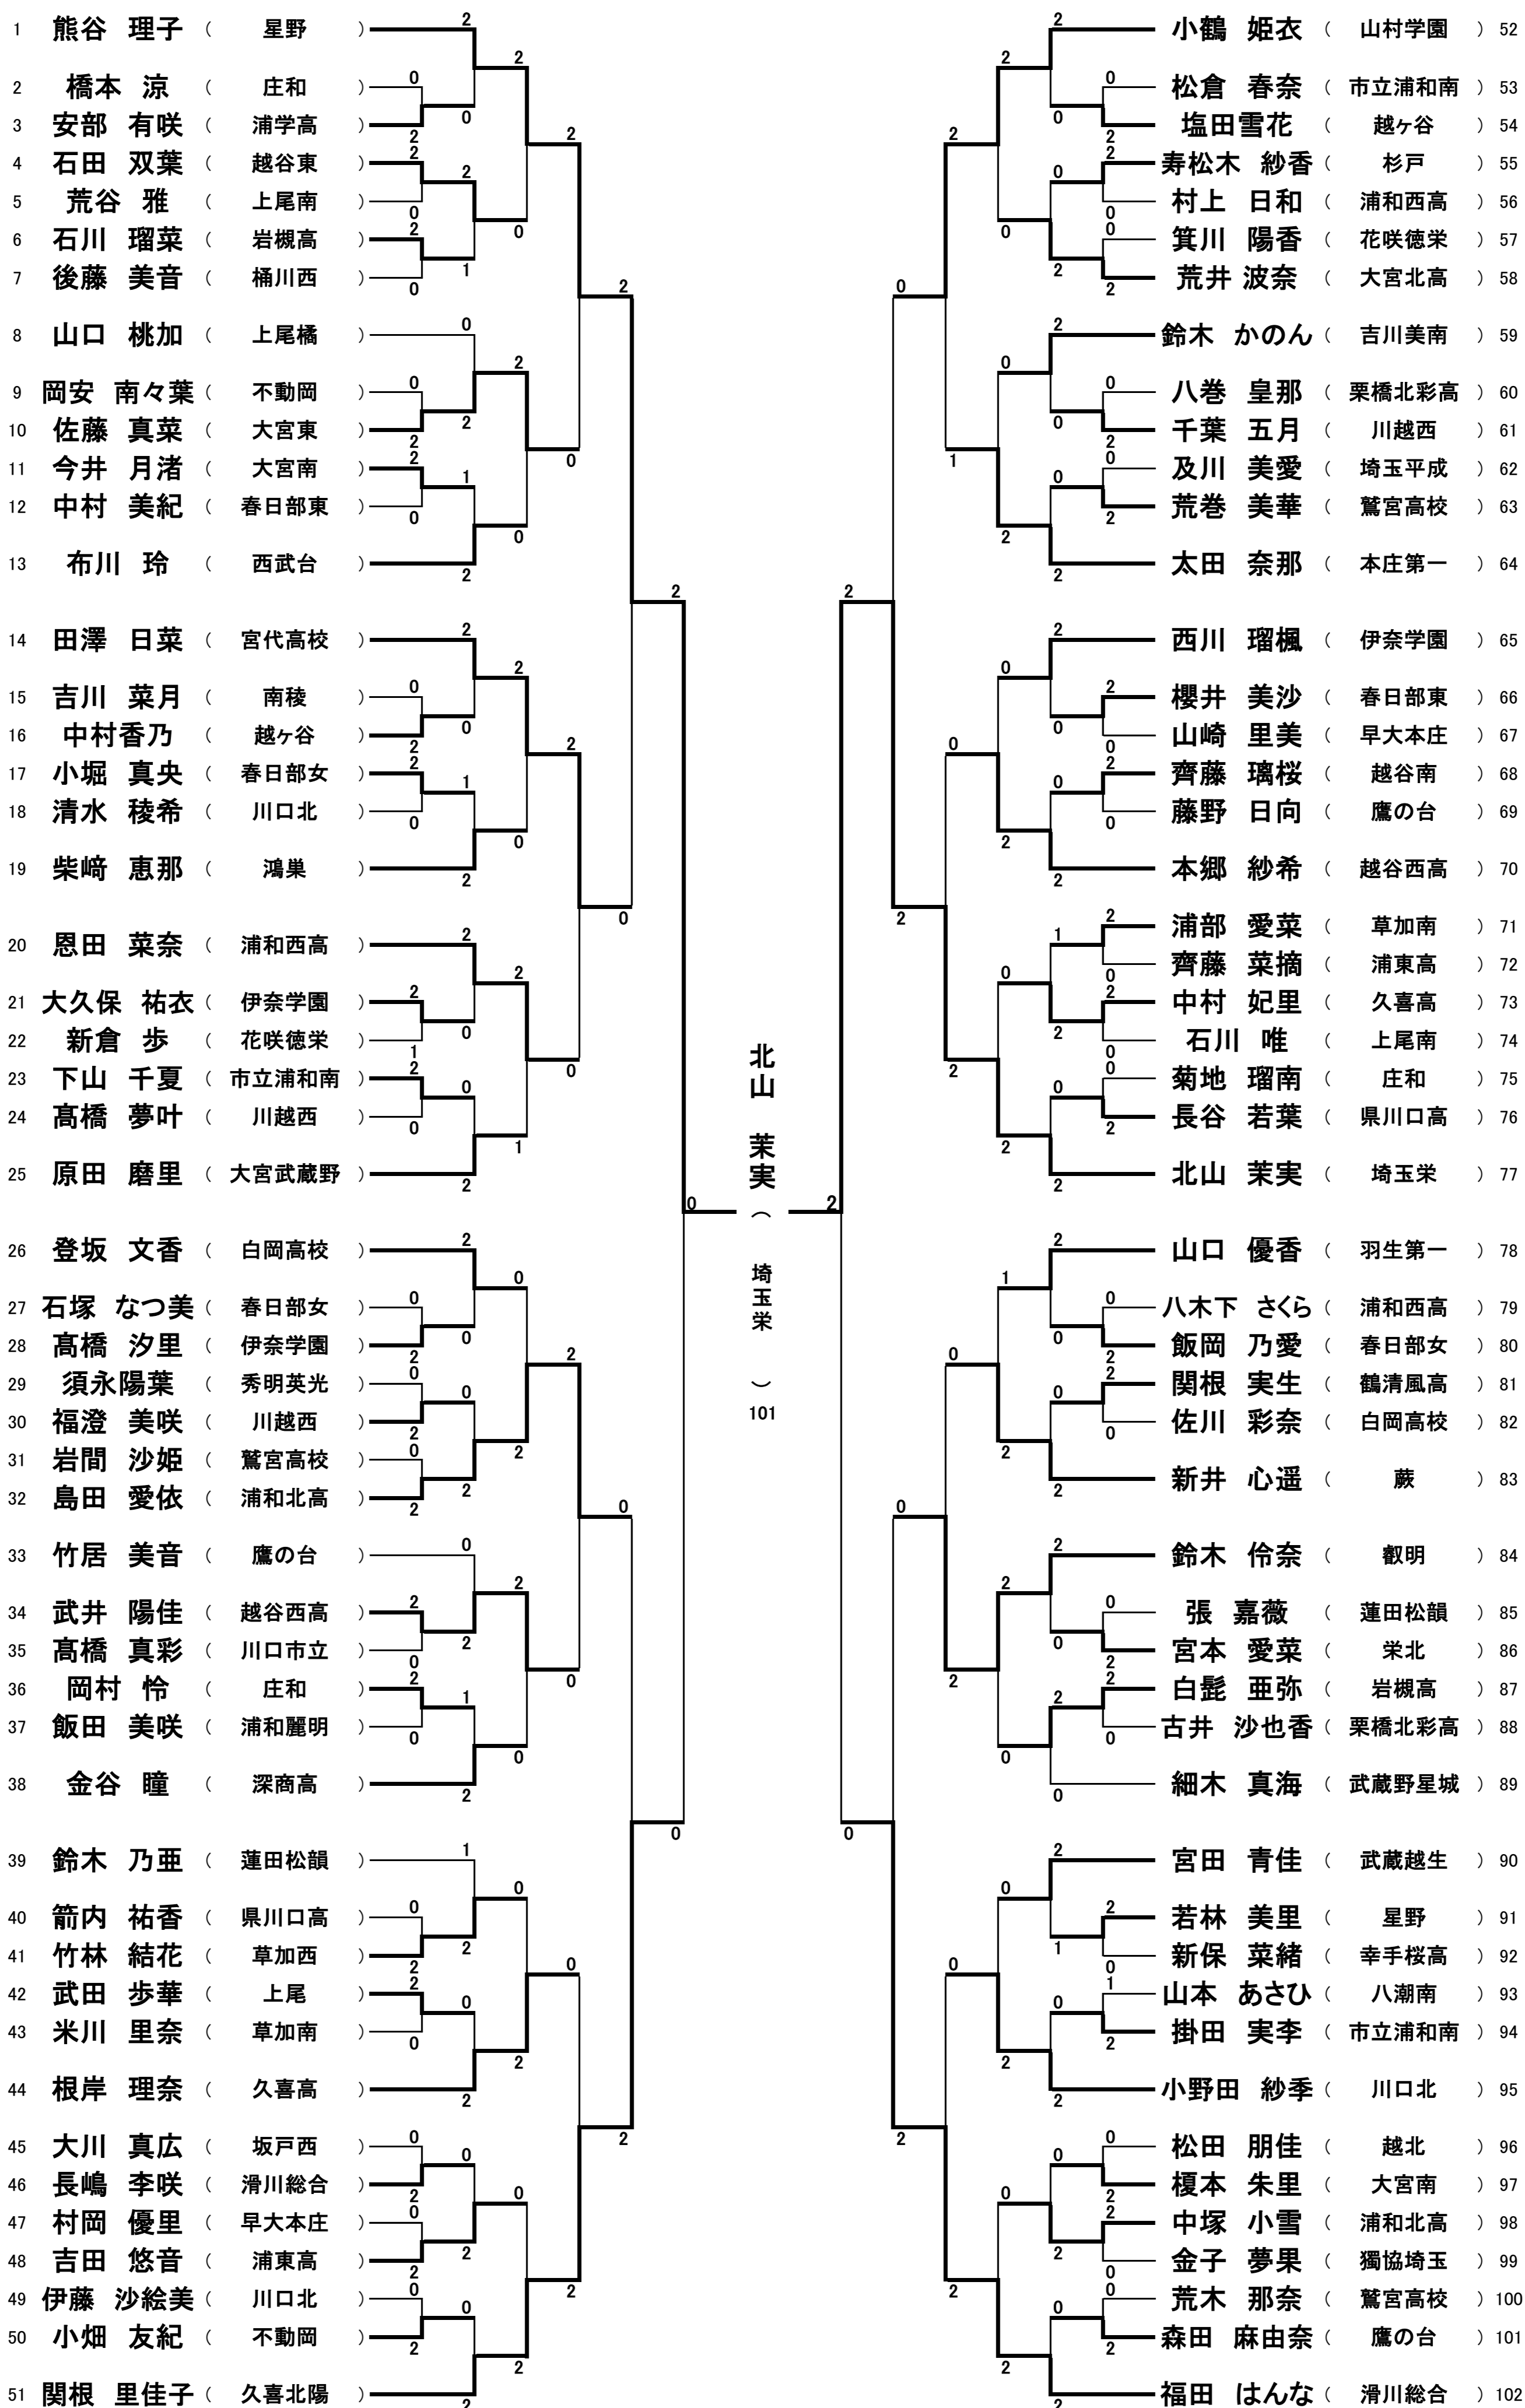 1 熊谷 理子 （ 星野 ）
2 橋本 涼 （ 庄和 ）
3 安部 有咲 （ 浦学高 ）
4 石田 双葉 （ 越谷東 ）
5 荒谷 雅 （ 上尾南 ）
6 石川 瑠菜 （ 岩槻高 ）
7 後藤 美音 （ 桶川西 ）
8 山口 桃加 （ 上尾橘 ）
9 岡安 南々葉 （ 不動岡 ）
10 佐藤 真菜 （ 大宮東 ）
11 今井 月渚 （ 大宮南 ）
12 中村 美紀 （ 春日部東 ）
13 布川 玲 （ 西武台 ）
14 田澤 日菜 （ 宮代高校 ）
15 吉川 菜月 （ 南稜 ）
16 中村香乃 （ 越ヶ谷 ）
17 小堀 真央 （ 春日部女 ）
18 清水 稜希 （ 川口北 ）
19 柴﨑 恵那 （ 鴻巣 ）
20 恩田 菜奈 （ 浦和西高 ）
21 大久保 祐衣 （ 伊奈学園 ）
22 新倉 歩 （ 花咲徳栄 ）
23 下山 千夏 （ 市立浦和南 ）
24 髙橋 夢叶 （ 川越西 ）
25 原田 磨里 （ 大宮武蔵野 ）
26 登坂 文香 （ 白岡高校 ）
27 石塚 なつ美 （ 春日部女 ）
28 髙橋 汐里 （ 伊奈学園 ）
29 須永陽葉 （ 秀明英光 ）
30 福澄 美咲 （ 川越西 ）
31 岩間 沙姫 （ 鷲宮高校 ）
32 島田 愛依 （ 浦和北高 ）
33 竹居 美音 （ 鷹の台 ）
34 武井 陽佳 （ 越谷西高 ）
35 髙橋 真彩 （ 川口市立 ）
36 岡村 怜 （ 庄和 ）
37 飯田 美咲 （ 浦和麗明 ）
38 金谷 瞳 （ 深商高 ）
39 鈴木 乃亜 （ 蓮田松韻 ）
40 箭内 祐香 （ 県川口高 ）
41 竹林 結花 （ 草加西 ）
42 武田 歩華 （ 上尾 ）
43 米川 里奈 （ 草加南 ）
44 根岸 理奈 （ 久喜高 ）
45 大川 真広 （ 坂戸西 ）
46 長嶋 李咲 （ 滑川総合 ）
47 村岡 優里 （ 早大本庄 ）
48 吉田 悠音 （ 浦東高 ）
49 伊藤 沙絵美 （ 川口北 ）
50 小畑 友紀 （ 不動岡 ）
51 関根 里佳子 （ 久喜北陽 ）
北山 茉実 （ 埼玉栄 ） 101
小鶴 姫衣 （ 山村学園 ） 52
松倉 春奈 （ 市立浦和南 ） 53
塩田雪花 （ 越ヶ谷 ） 54
寿松木 紗香 （ 杉戸 ） 55
村上 日和 （ 浦和西高 ） 56
箕川 陽香 （ 花咲徳栄 ） 57
荒井 波奈 （ 大宮北高 ） 58
鈴木 かのん （ 吉川美南 ） 59
八巻 皇那 （ 栗橋北彩高 ） 60
千葉 五月 （ 川越西 ） 61
及川 美愛 （ 埼玉平成 ） 62
荒巻 美華 （ 鷲宮高校 ） 63
太田 奈那 （ 本庄第一 ） 64
西川 瑠楓 （ 伊奈学園 ） 65
櫻井 美沙 （ 春日部東 ） 66
山崎 里美 （ 早大本庄 ） 67
齊藤 璃桜 （ 越谷南 ） 68
藤野 日向 （ 鷹の台 ） 69
本郷 紗希 （ 越谷西高 ） 70
浦部 愛菜 （ 草加南 ） 71
齊藤 菜摘 （ 浦東高 ） 72
中村 妃里 （ 久喜高 ） 73
石川 唯 （ 上尾南 ） 74
菊地 瑠南 （ 庄和 ） 75
長谷 若葉 （ 県川口高 ） 76
北山 茉実 （ 埼玉栄 ） 77
山口 優香 （ 羽生第一 ） 78
八木下 さくら （ 浦和西高 ） 79
飯岡 乃愛 （ 春日部女 ） 80
関根 実生 （ 鶴清風高 ） 81
佐川 彩奈 （ 白岡高校 ） 82
新井 心遥 （ 蕨 ） 83
鈴木 伶奈 （ 叡明 ） 84
張 嘉薇 （ 蓮田松韻 ） 85
宮本 愛菜 （ 栄北 ） 86
白髭 亜弥 （ 岩槻高 ） 87
古井 沙也香 （ 栗橋北彩高 ） 88
細木 真海 （ 武蔵野星城 ） 89
宮田 青佳 （ 武蔵越生 ） 90
若林 美里 （ 星野 ） 91
新保 菜緒 （ 幸手桜高 ） 92
山本 あさひ （ 八潮南 ） 93
掛田 実李 （ 市立浦和南 ） 94
小野田 紗季 （ 川口北 ） 95
松田 朋佳 （ 越北 ） 96
榎本 朱里 （ 大宮南 ） 97
中塚 小雪 （ 浦和北高 ） 98
金子 夢果 （ 獨協埼玉 ） 99
荒木 那奈 （ 鷲宮高校 ） 100
森田 麻由奈 （ 鷹の台 ） 101
福田 はんな （ 滑川総合 ） 102